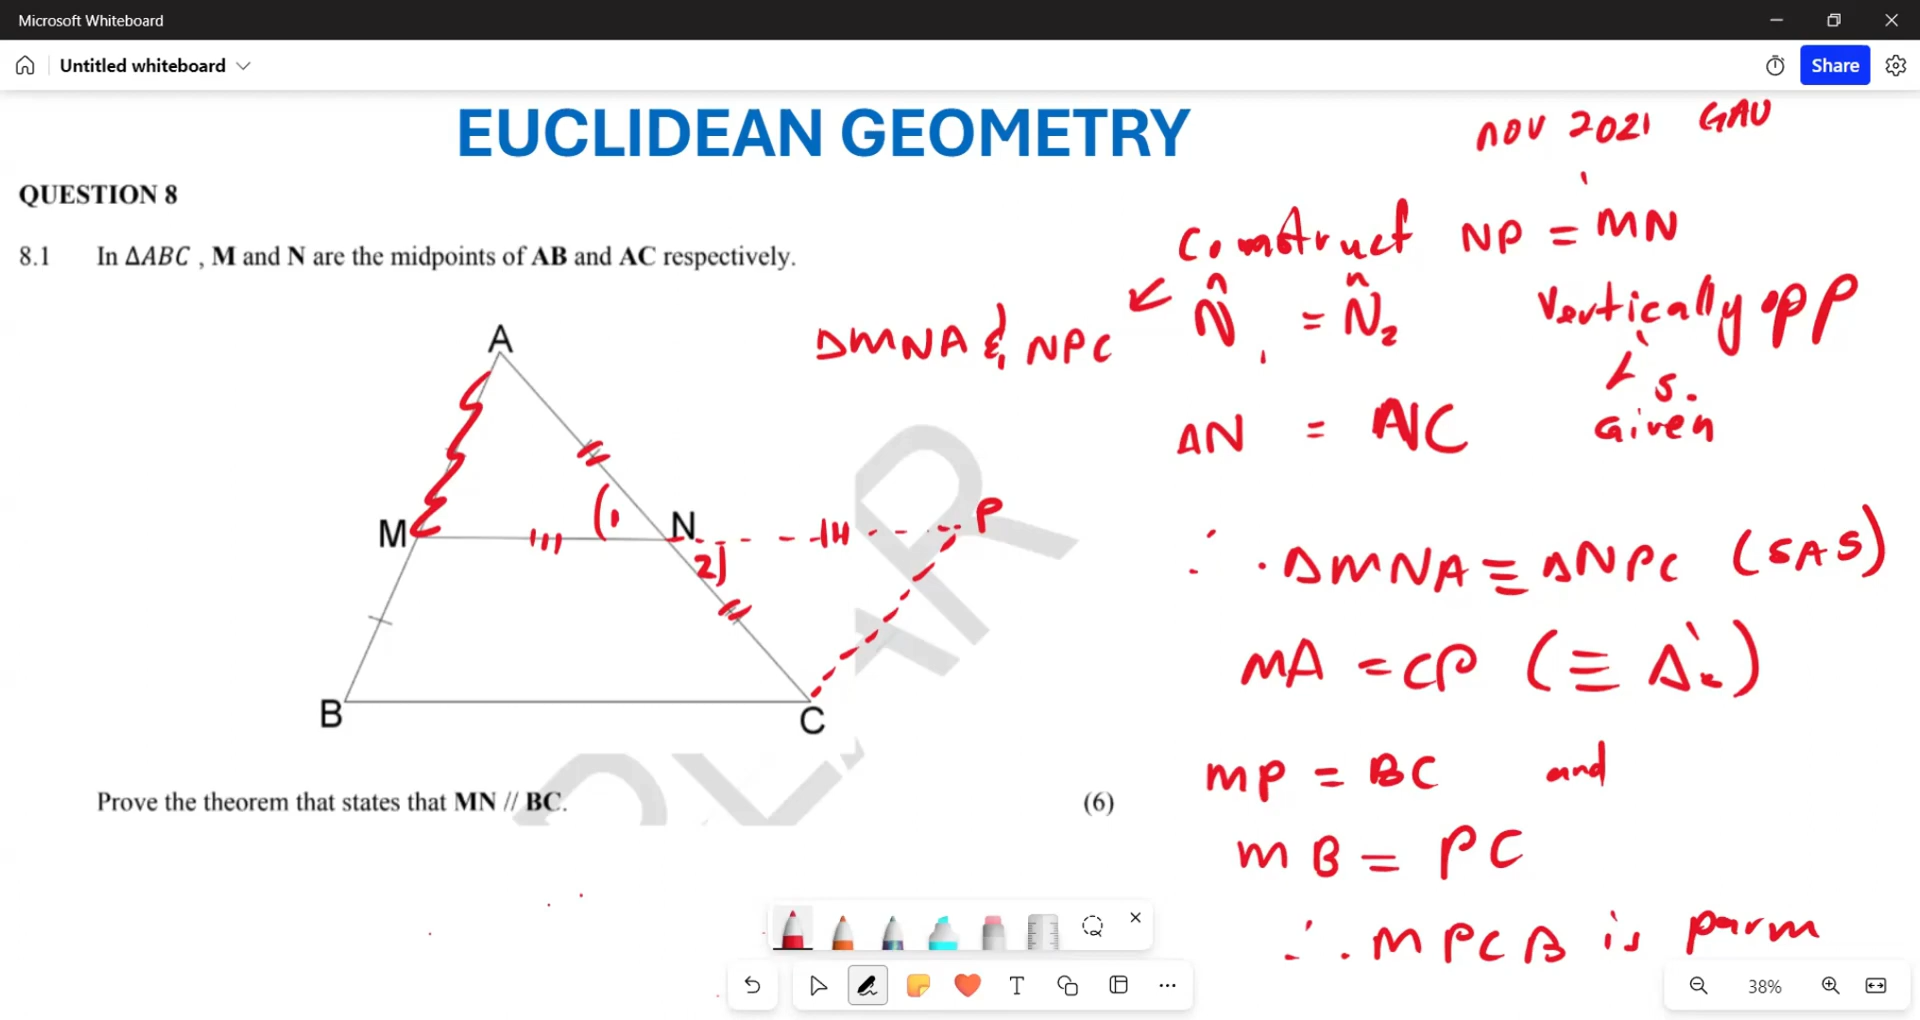 Microsoft Whiteboard
Untitled whiteboard
Share
EUCLIDEAN GEOMETRY
nov 2021 GAU
QUESTION 8
8.1 In ΔABC , M and N are the midpoints of AB and AC respectively.
Construct NP = MN
ΔMNA & NPC
N̂1 = N̂2 Vertically opp
∠'s.
AN = NC Given
A
M
N
P
1
2
B
C
∴ ΔMNA ≡ ΔNPC (SAS)
MA = CP (≡ Δ's)
MP = BC and
Prove the theorem that states that MN // BC. (6)
MB = PC
∴ MPCB is parm
38%